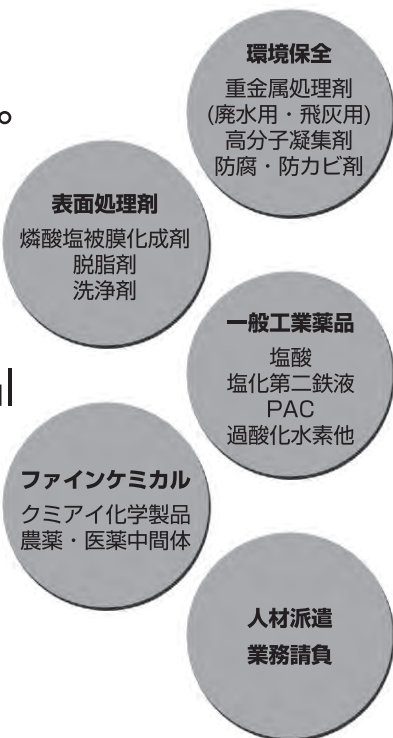 。
環境保全
重金属処理剤
(廃水用・飛灰用)
高分子凝集剤
防腐・防カビ剤
表面処理剤
燐酸塩被膜化成剤
脱脂剤
洗浄剤
一般工業薬品
塩酸
塩化第二鉄液
PAC
過酸化水素他
ファインケミカル
クミアイ化学製品
農薬・医薬中間体
人材派遣
業務請負